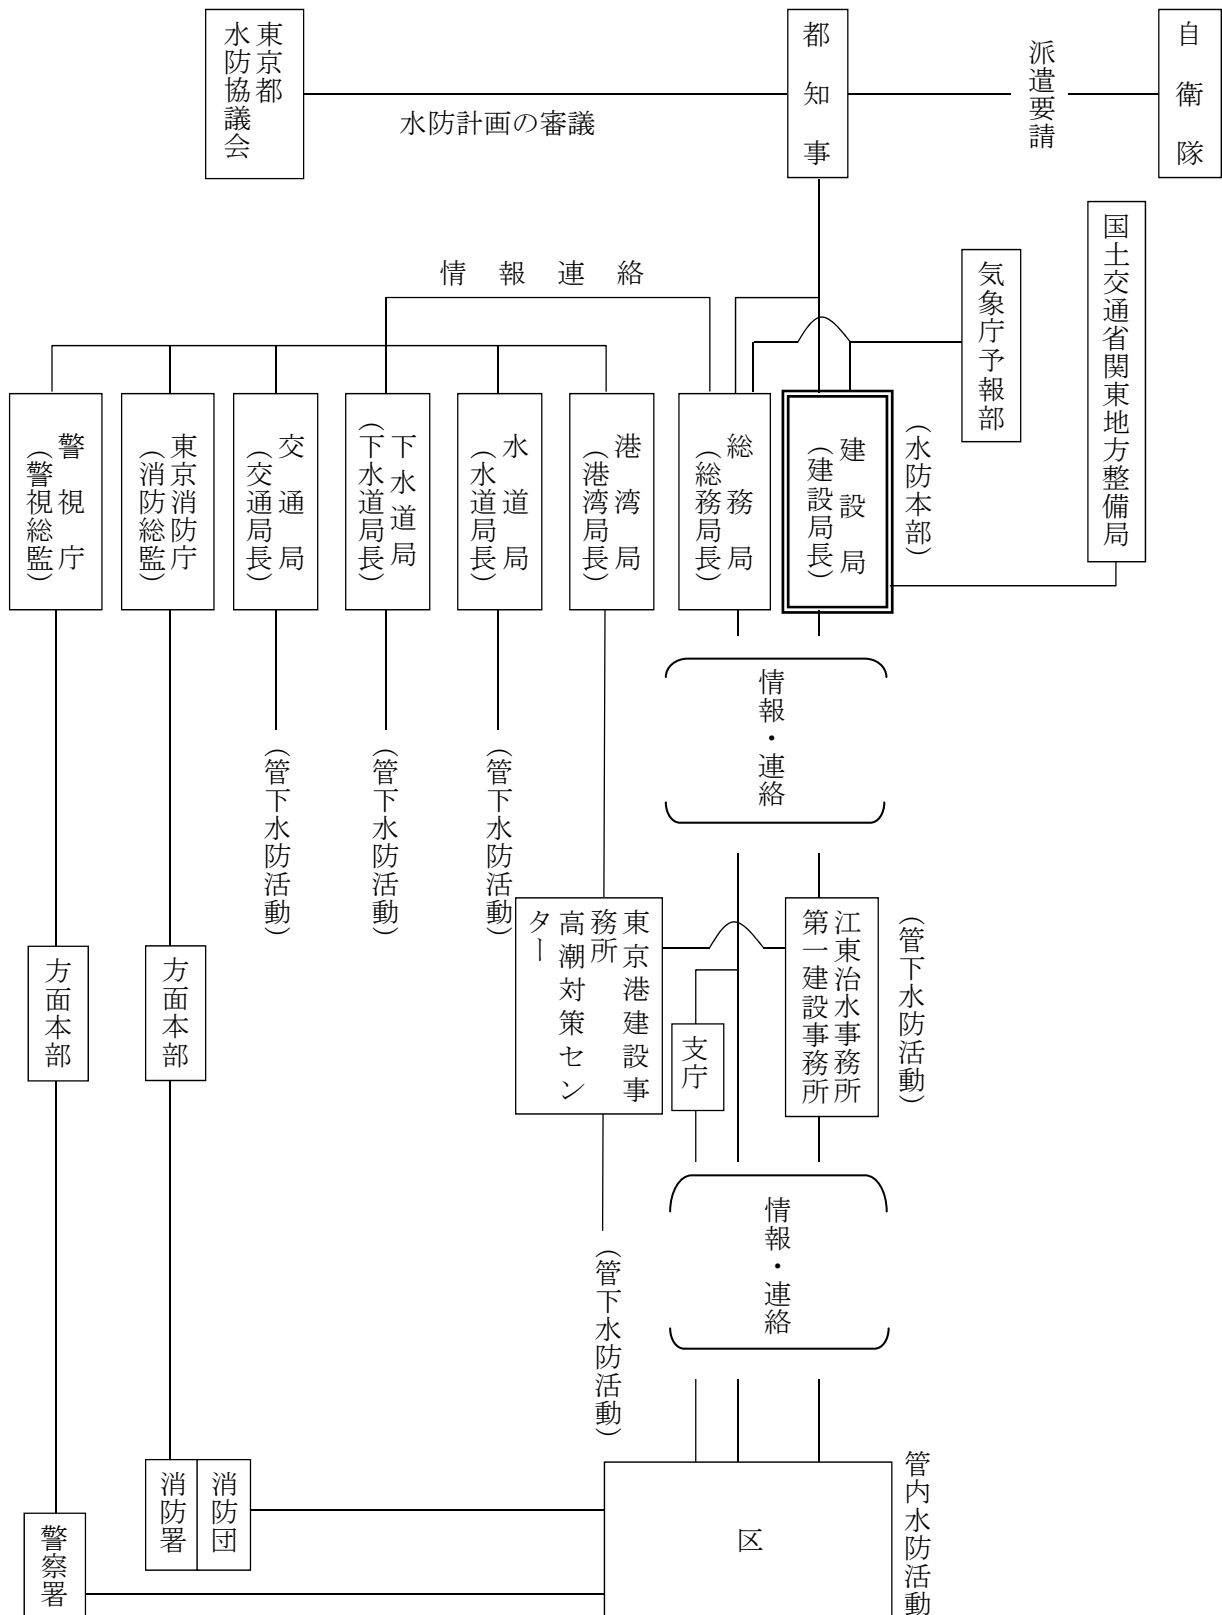 東京都
水防協議会
水防計画の審議
都知事
派遣要請
自衛隊
国土交通省関東地方整備局
気象庁予報部
情報連絡
(水防本部)
建設局
(建設局長)
総務局
(総務局長)
港湾局
(港湾局長)
水道局
(水道局長)
下水道局
(下水道局長)
交通局
(交通局長)
東京消防庁
(消防総監)
警視庁
(警視総監)
情報・連絡
(管下水防活動)
(管下水防活動)
(管下水防活動)
(管下水防活動)
江東治水事務所
第一建設事務所
東京港建設事
務所
高潮対策セン
ター
支庁
方面本部
方面本部
情報・連絡
(管下水防活動)
管内水防活動
区
消防団
消防署
警察署